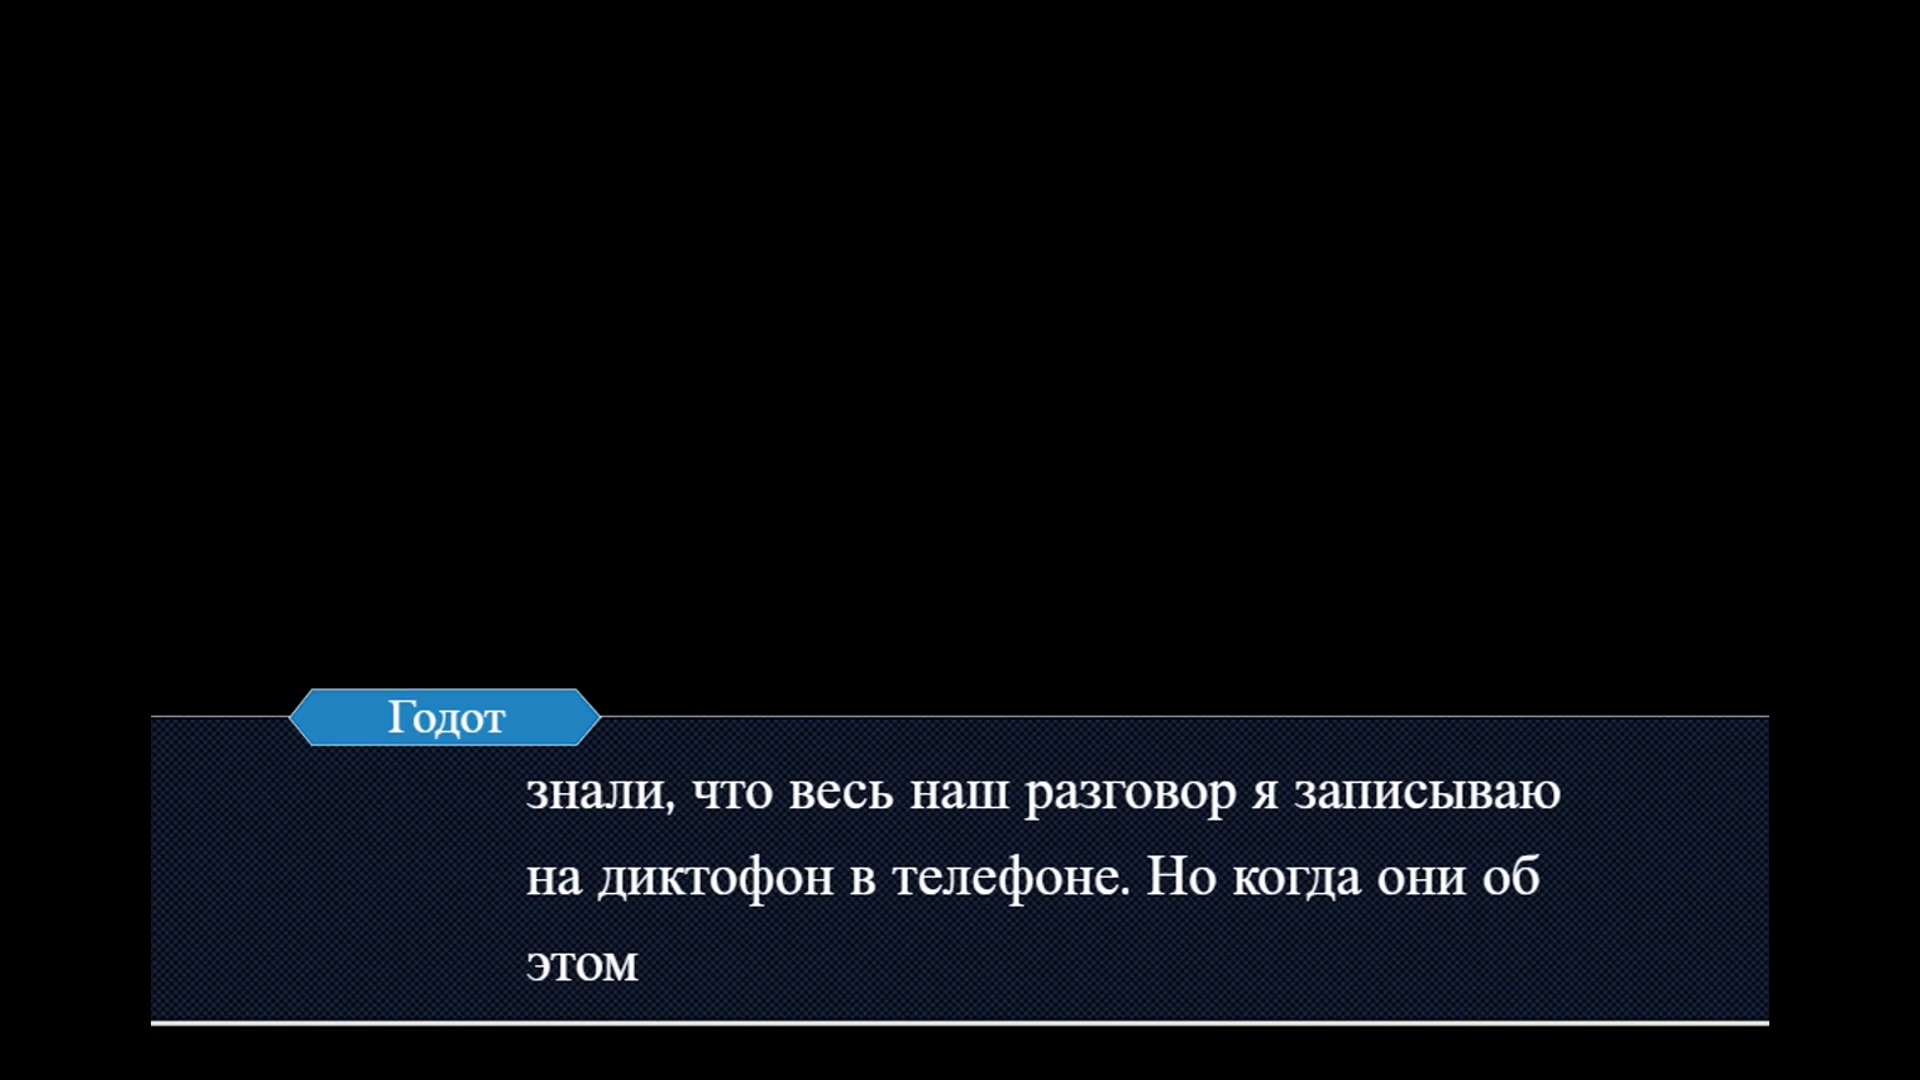 Годот
знали, что весь наш разговор я записываю
на диктофон в телефоне. Но когда они об
этом